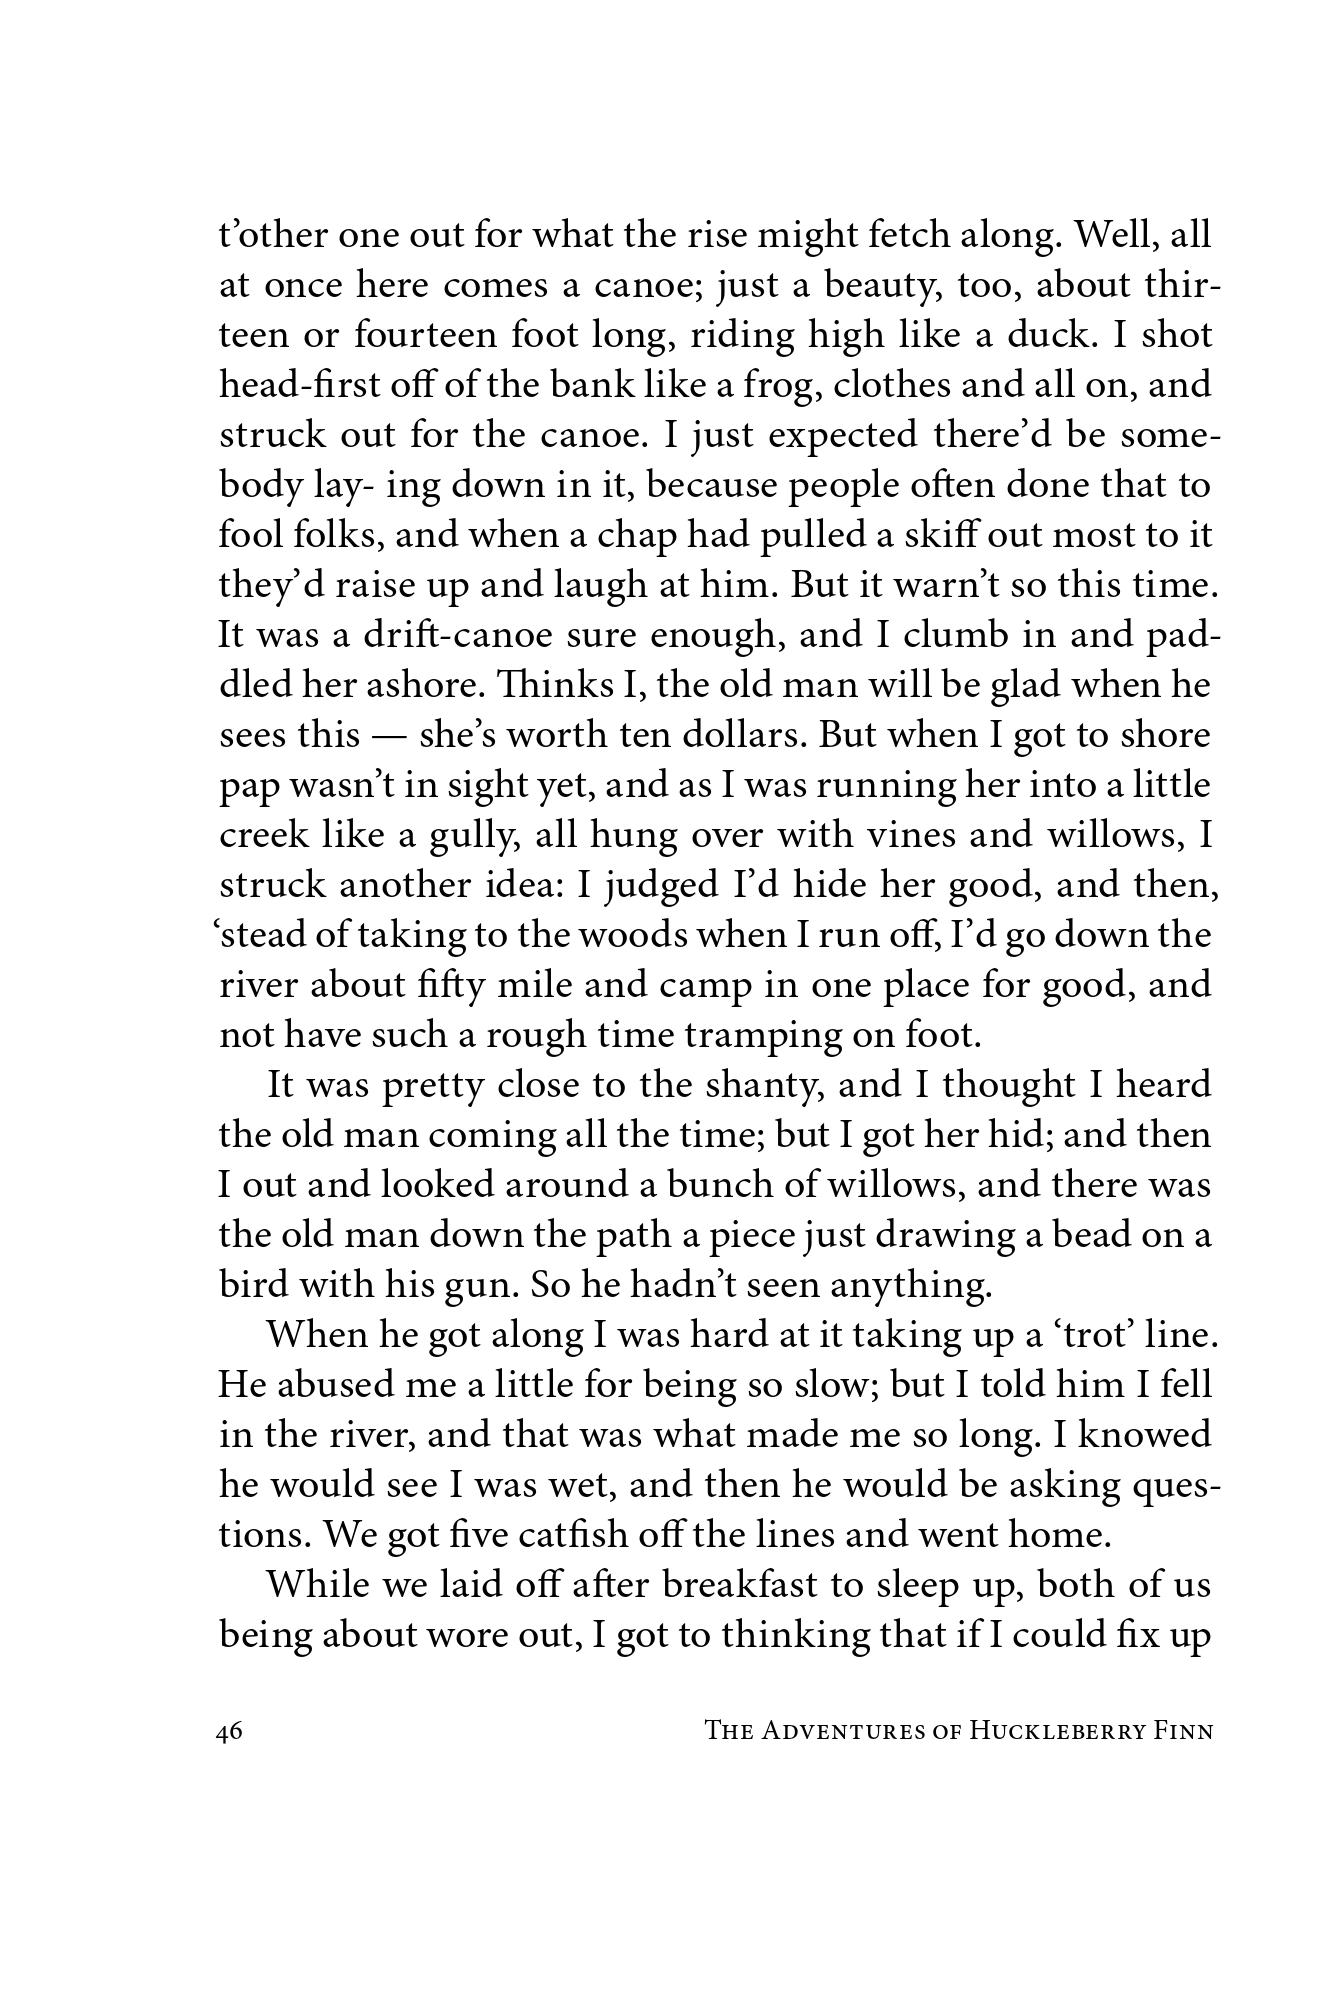 t’other one out for what the rise might fetch along. Well, all
at once here comes a canoe; just a beauty, too, about thir-
teen or fourteen foot long, riding high like a duck. I shot
head-first off of the bank like a frog, clothes and all on, and
struck out for the canoe. I just expected there’d be some-
body lay- ing down in it, because people often done that to
fool folks, and when a chap had pulled a skiff out most to it
they’d raise up and laugh at him. But it warn’t so this time.
It was a drift-canoe sure enough, and I clumb in and pad-
dled her ashore. Thinks I, the old man will be glad when he
sees this — she’s worth ten dollars. But when I got to shore
pap wasn’t in sight yet, and as I was running her into a little
creek like a gully, all hung over with vines and willows, I
struck another idea: I judged I’d hide her good, and then,
‘stead of taking to the woods when I run off, I’d go down the
river about fifty mile and camp in one place for good, and
not have such a rough time tramping on foot.
It was pretty close to the shanty, and I thought I heard
the old man coming all the time; but I got her hid; and then
I out and looked around a bunch of willows, and there was
the old man down the path a piece just drawing a bead on a
bird with his gun. So he hadn’t seen anything.
When he got along I was hard at it taking up a ‘trot’ line.
He abused me a little for being so slow; but I told him I fell
in the river, and that was what made me so long. I knowed
he would see I was wet, and then he would be asking ques-
tions. We got five catfish off the lines and went home.
While we laid off after breakfast to sleep up, both of us
being about wore out, I got to thinking that if I could fix up
46 The Adventures of Huckleberry Finn